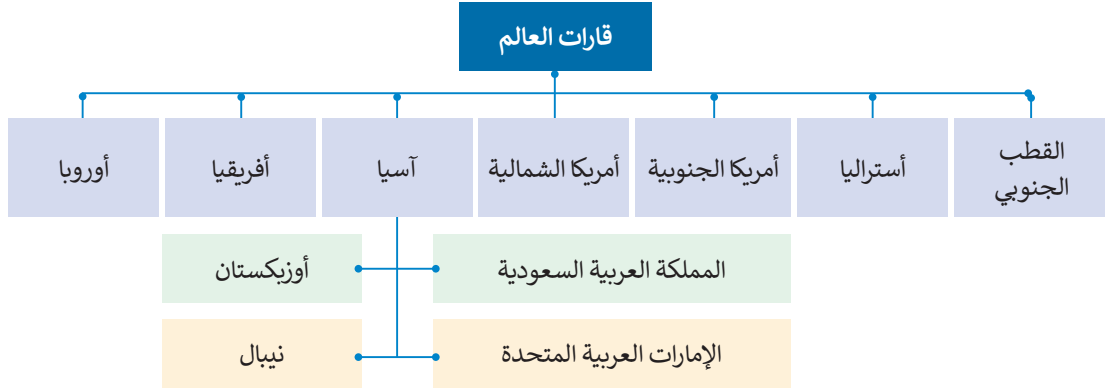 قارات العالم
القطب
الجنوبي
أستراليا
أمريكا الجنوبية
أمريكا الشمالية
آسيا
أفريقيا
أوروبا
المملكة العربية السعودية
أوزبكستان
الإمارات العربية المتحدة
نيبال